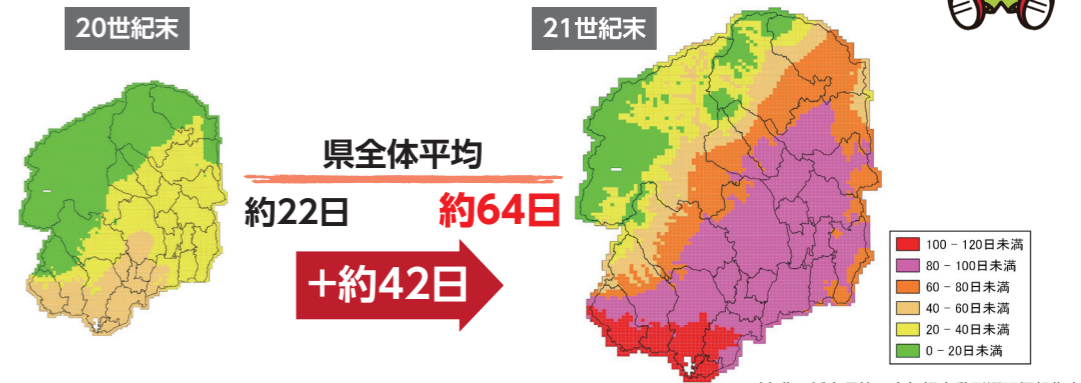 20世紀末
21世紀末
県全体平均
約22日
約64日
+約42日
100 - 120日未満
80 - 100日未満
60 - 80日未満
40 - 60日未満
20 - 40日未満
0 - 20日未満